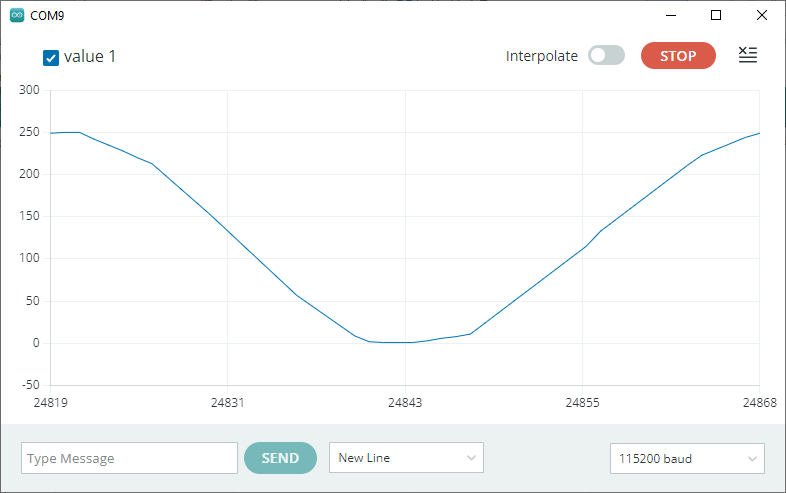 COM9
value 1
Interpolate
STOP
300
250
200
150
100
50
0
-50
24819
24831
24843
24855
24868
Type Message
SEND
New Line
115200 baud